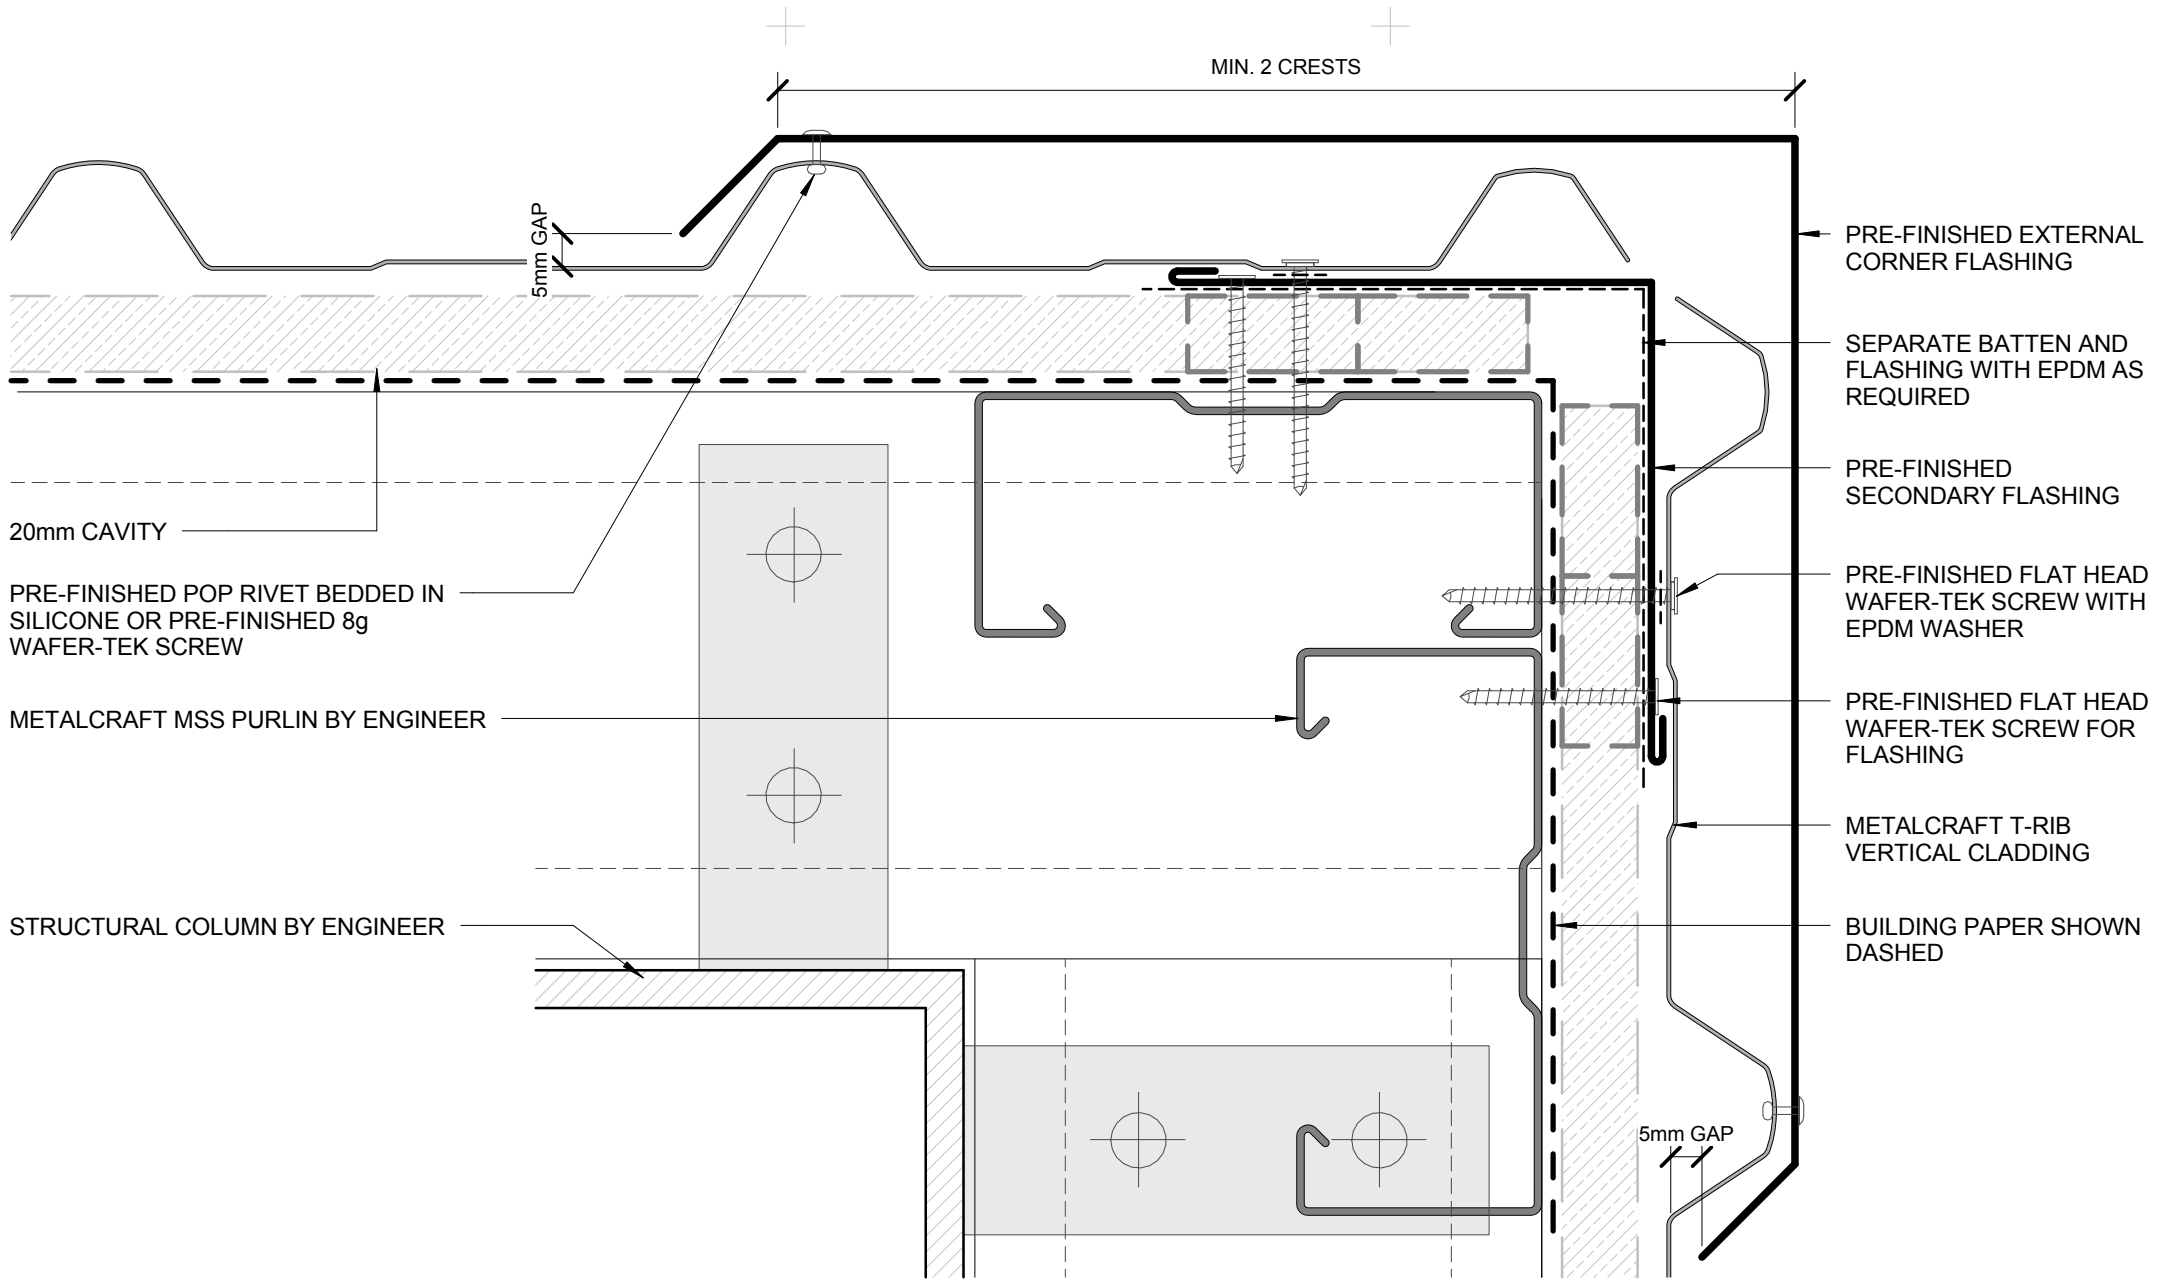 MIN. 2 CRESTS
5mm GAP
20mm CAVITY
PRE-FINISHED POP RIVET BEDDED IN
SILICONE OR PRE-FINISHED 8g
WAFER-TEK SCREW
METALCRAFT MSS PURLIN BY ENGINEER
STRUCTURAL COLUMN BY ENGINEER
PRE-FINISHED EXTERNAL
CORNER FLASHING
SEPARATE BATTEN AND
FLASHING WITH EPDM AS
REQUIRED
PRE-FINISHED
SECONDARY FLASHING
PRE-FINISHED FLAT HEAD
WAFER-TEK SCREW WITH
EPDM WASHER
PRE-FINISHED FLAT HEAD
WAFER-TEK SCREW FOR
FLASHING
METALCRAFT T-RIB
VERTICAL CLADDING
BUILDING PAPER SHOWN
DASHED
5mm GAP